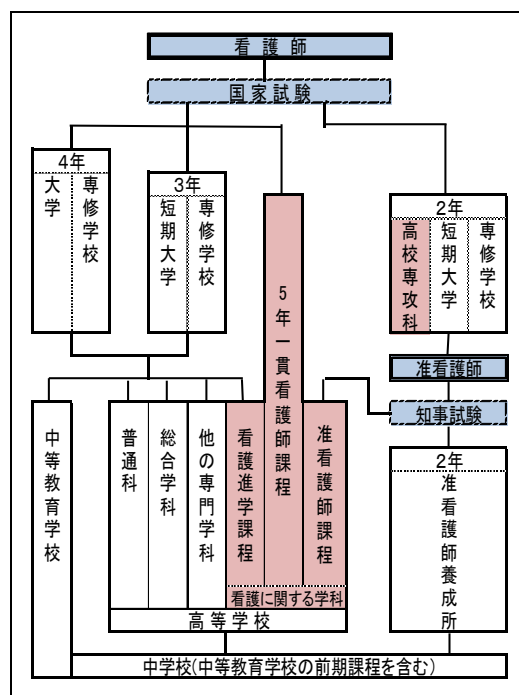 看護師
国家試験
4年
大学
専修学校
3年
短期大学
専修学校
5年一貫看護師課程
2年
高校専攻科
短期大学
専修学校
准看護師
知事試験
2年
准看護師養成所
中等教育学校
普通科
総合学科
他の専門学科
看護進学課程
准看護師課程
看護に関する学科
高等学校
中学校(中等教育学校の前期課程を含む)